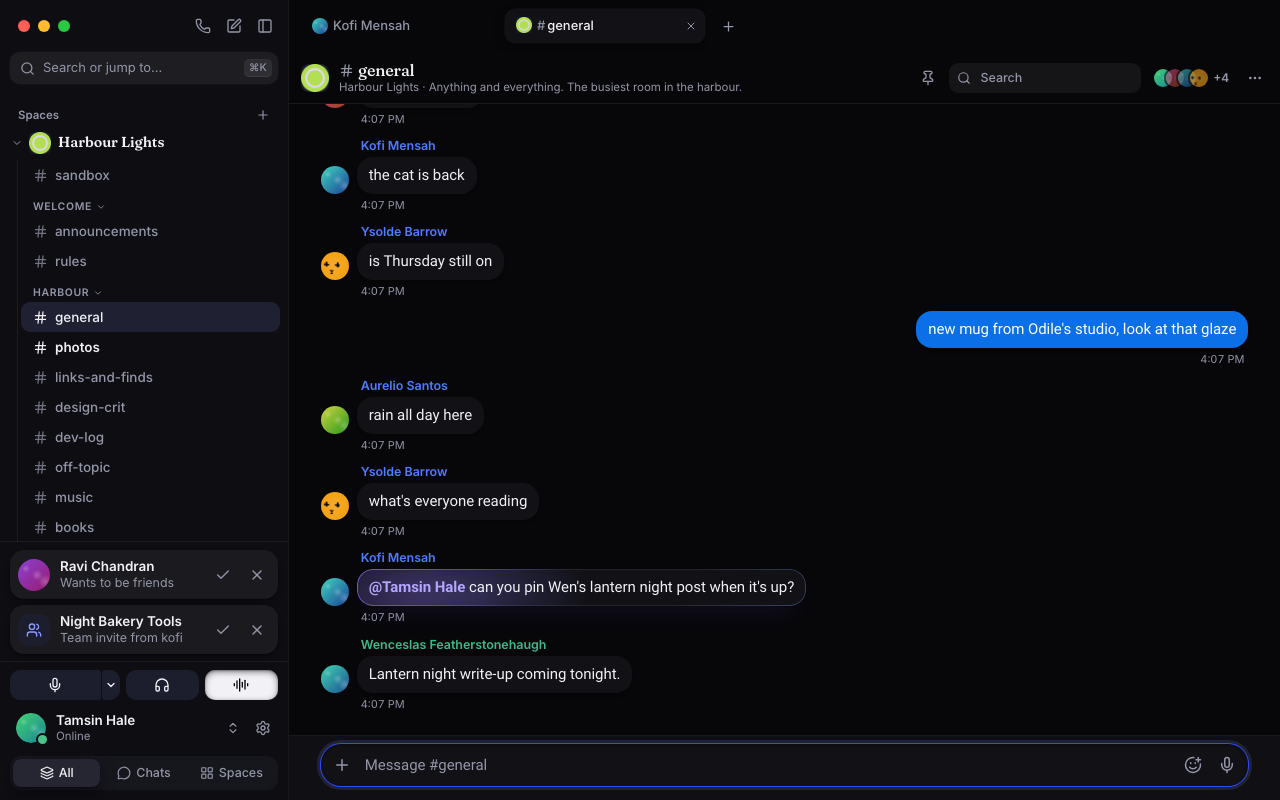 Search or jump to...
⌘K
Spaces
Harbour Lights
# sandbox
WELCOME
# announcements
# rules
HARBOUR
# general
# photos
# links-and-finds
# design-crit
# dev-log
# off-topic
# music
# books
Ravi Chandran
Wants to be friends
Night Bakery Tools
Team invite from kofi
Tamsin Hale
Online
All
Chats
Spaces
Kofi Mensah
# general
# general
Harbour Lights · Anything and everything. The busiest room in the harbour.
Search
+4
4:07 PM
Kofi Mensah
the cat is back
4:07 PM
Ysolde Barrow
is Thursday still on
4:07 PM
new mug from Odile's studio, look at that glaze
4:07 PM
Aurelio Santos
rain all day here
4:07 PM
Ysolde Barrow
what's everyone reading
4:07 PM
Kofi Mensah
@Tamsin Hale can you pin Wen's lantern night post when it's up?
4:07 PM
Wenceslas Featherstonehaugh
Lantern night write-up coming tonight.
4:07 PM
Message #general